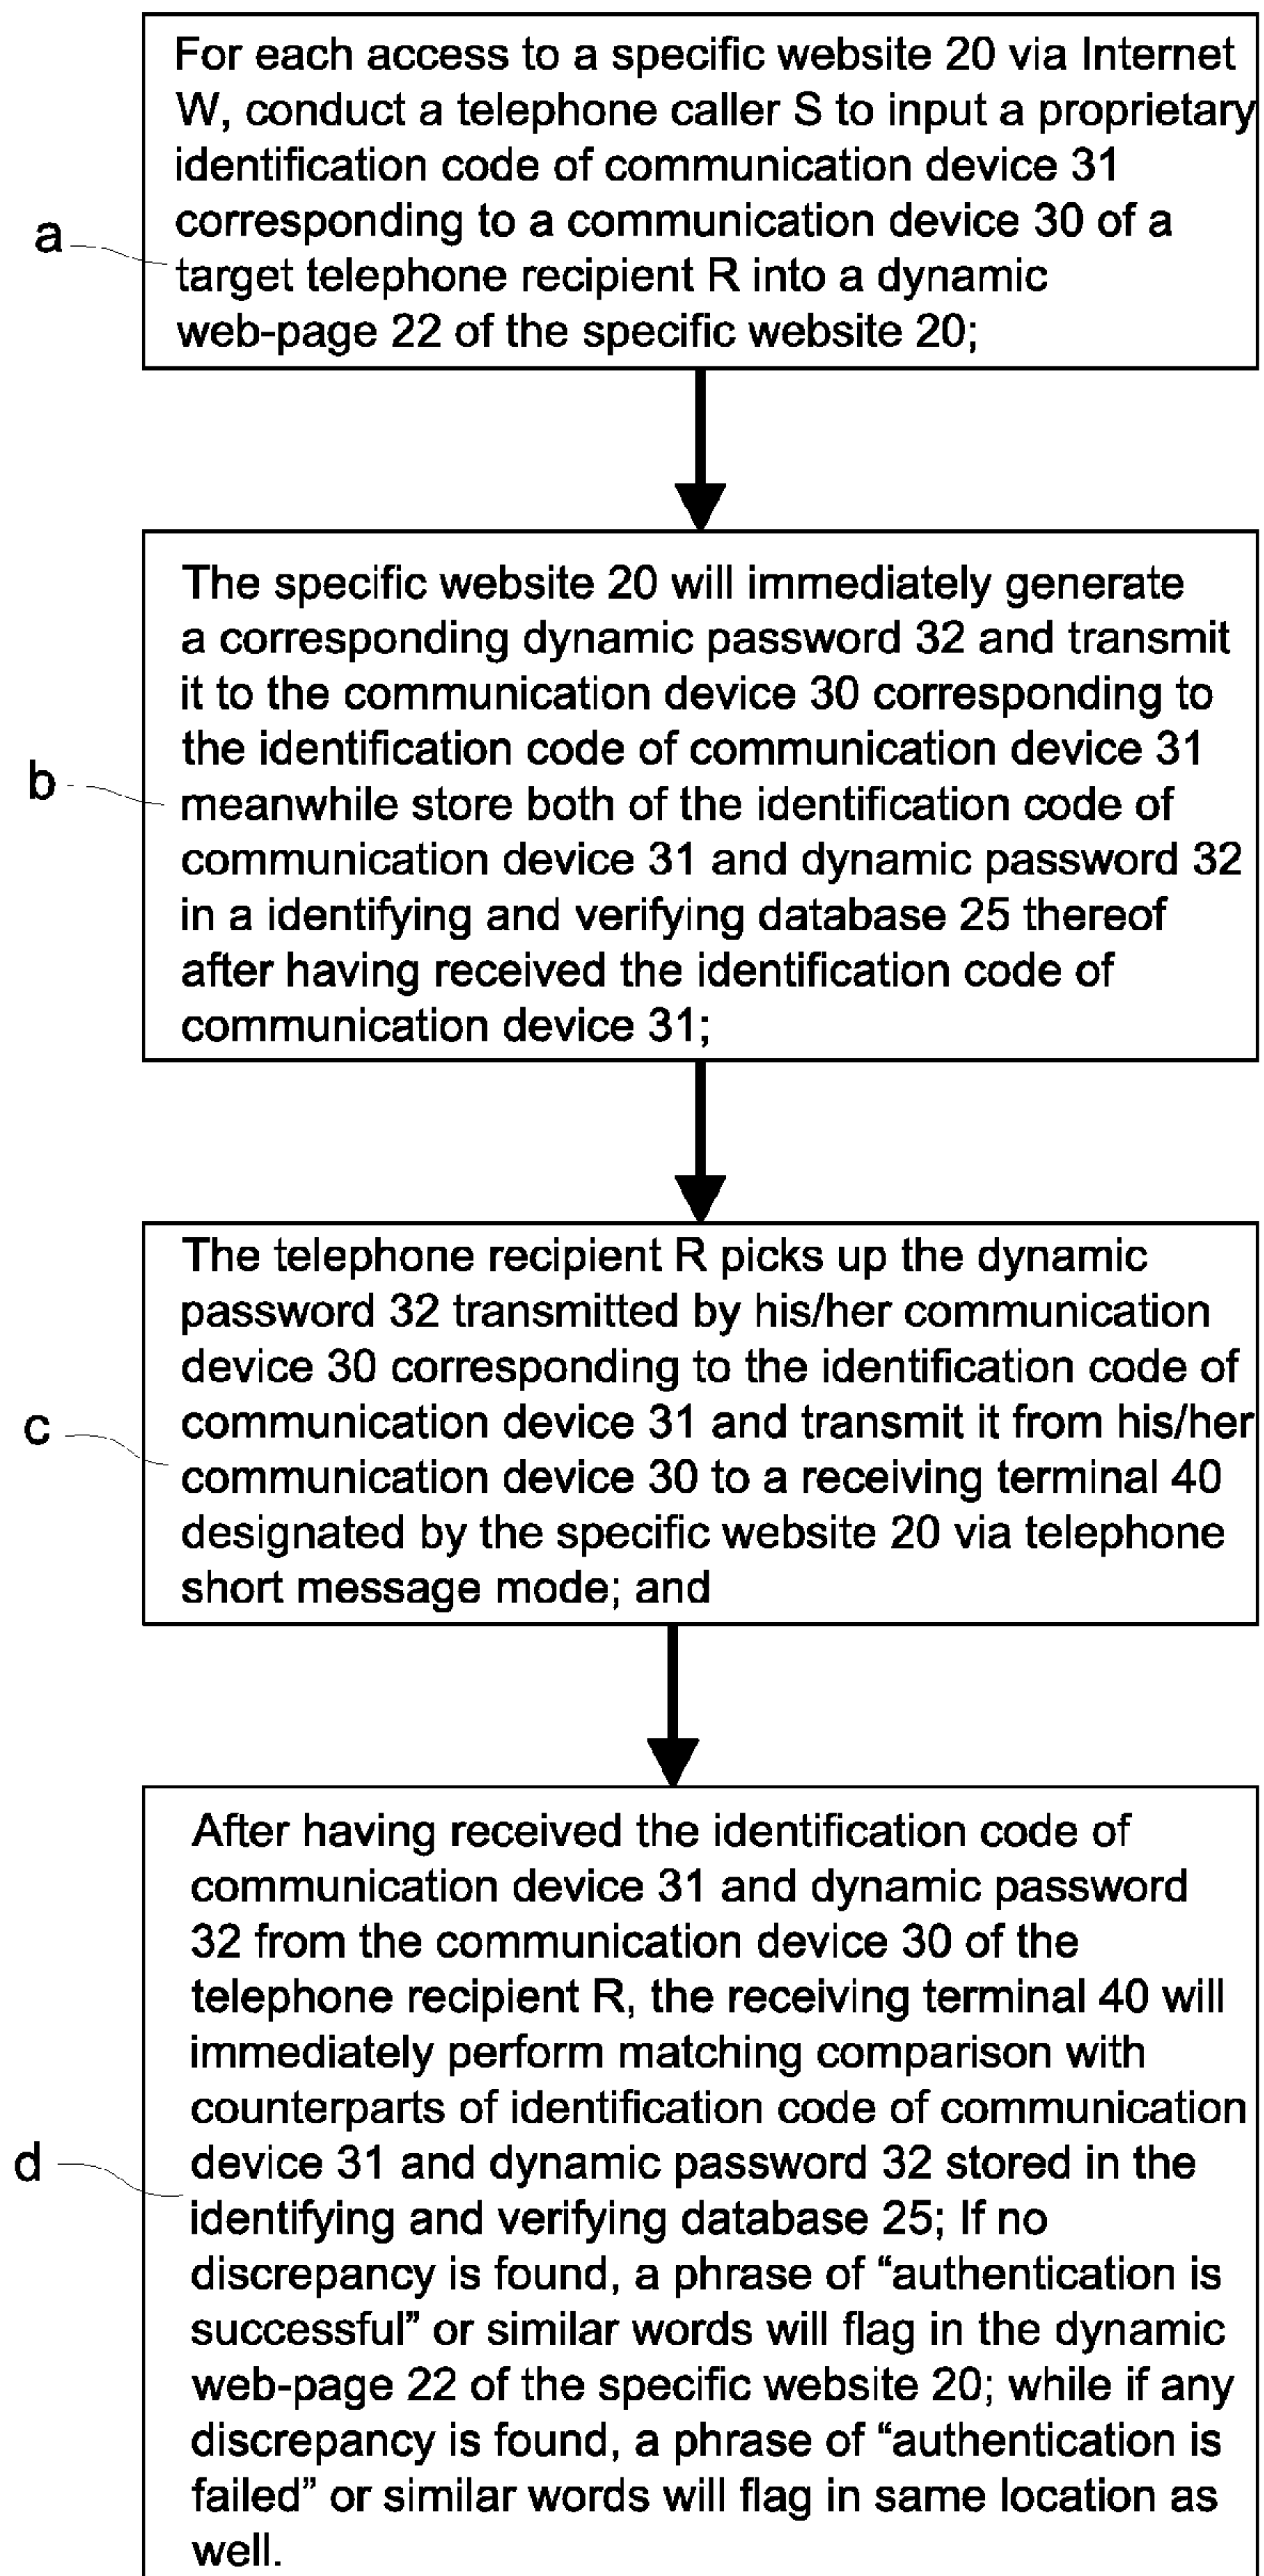 For each access to a specific website 20 via Internet
W, conduct a telephone caller S to input a proprietary
identification code of communication device 31
corresponding to a communication device 30 of a
target telephone recipient R into a dynamic
web-page 22 of the specific website 20;
a
The specific website 20 will immediately generate
a corresponding dynamic password 32 and transmit
it to the communication device 30 corresponding to
the identification code of communication device 31
meanwhile store both of the identification code of
communication device 31 and dynamic password 32
in a identifying and verifying database 25 thereof
after having received the identification code of
communication device 31;
b
The telephone recipient R picks up the dynamic
password 32 transmitted by his/her communication
device 30 corresponding to the identification code of
communication device 31 and transmit it from his/her
communication device 30 to a receiving terminal 40
designated by the specific website 20 via telephone
short message mode; and
c
After having received the identification code of
communication device 31 and dynamic password
32 from the communication device 30 of the
telephone recipient R, the receiving terminal 40 will
immediately perform matching comparison with
counterparts of identification code of communication
device 31 and dynamic password 32 stored in the
identifying and verifying database 25; If no
discrepancy is found, a phrase of “authentication is
successful” or similar words will flag in the dynamic
web-page 22 of the specific website 20; while if any
discrepancy is found, a phrase of “authentication is
failed” or similar words will flag in same location as
well.
d